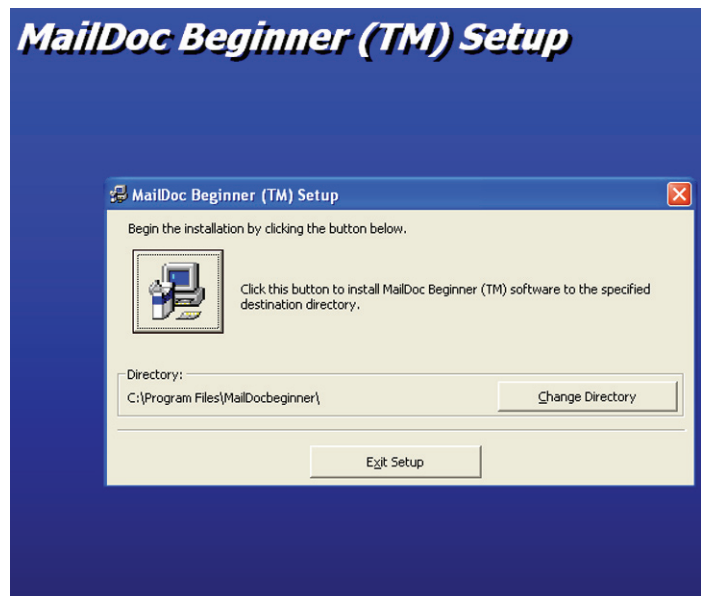 MailDoc Beginner (TM) Setup
MailDoc Beginner (TM) Setup
Begin the installation by clicking the button below.
Click this button to install MailDoc Beginner (TM) software to the specified
destination directory.
Directory:
C:\Program Files\MailDocbeginner\
Change Directory
Exit Setup